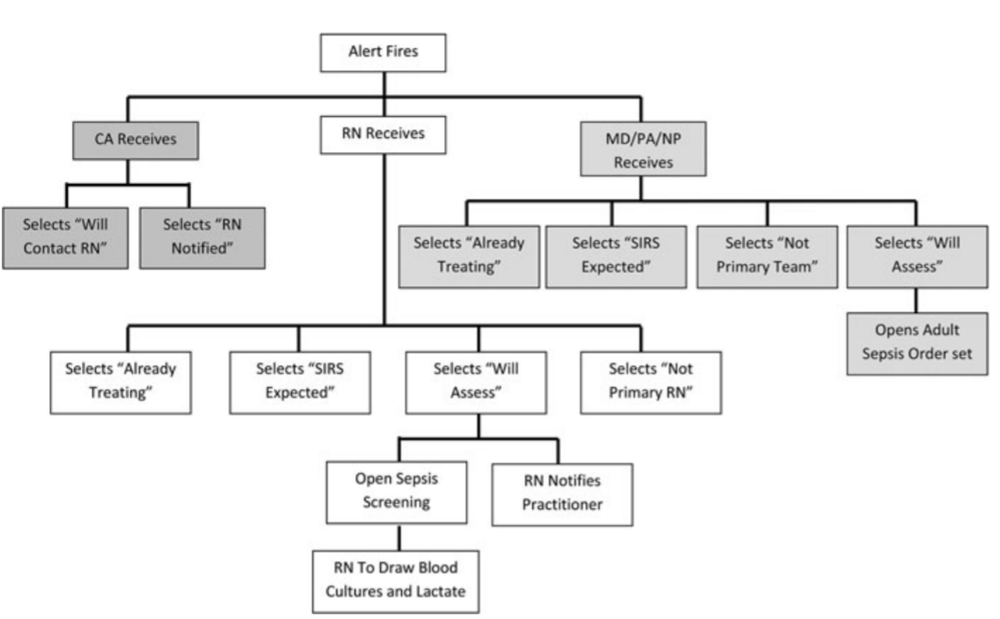 Alert Fires
CA Receives
RN Receives
MD/PA/NP
Receives
Selects “Will
Contact RN”
Selects “RN
Notified”
Selects “Already
Treating”
Selects “SIRS
Expected”
Selects “Not
Primary Team”
Selects “Will
Assess”
Opens Adult
Sepsis Order set
Selects “Already
Treating”
Selects “SIRS
Expected”
Selects “Will
Assess”
Selects “Not
Primary RN”
Open Sepsis
Screening
RN Notifies
Practitioner
RN To Draw Blood
Cultures and Lactate